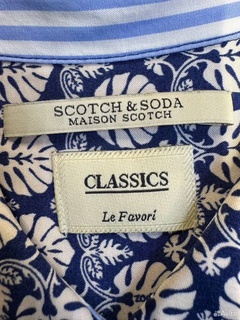 SCOTCH & SODA
MAISON SCOTCH
CLASSICS
Le Favori